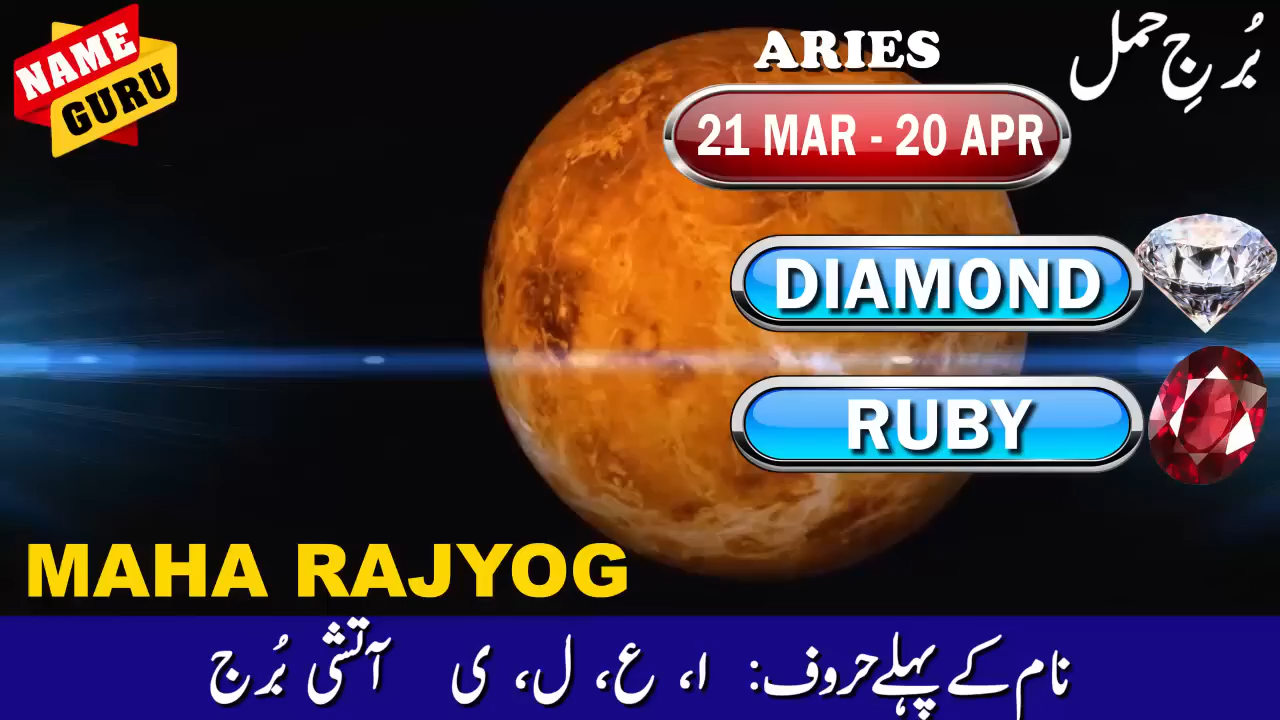 NAME
GURU
ARIES
بُرجِ حمل
21 MAR - 20 APR
DIAMOND
RUBY
MAHA RAJYOG
نام کے پہلے حروف: ا، ع، ل، ی آتشی بُرج